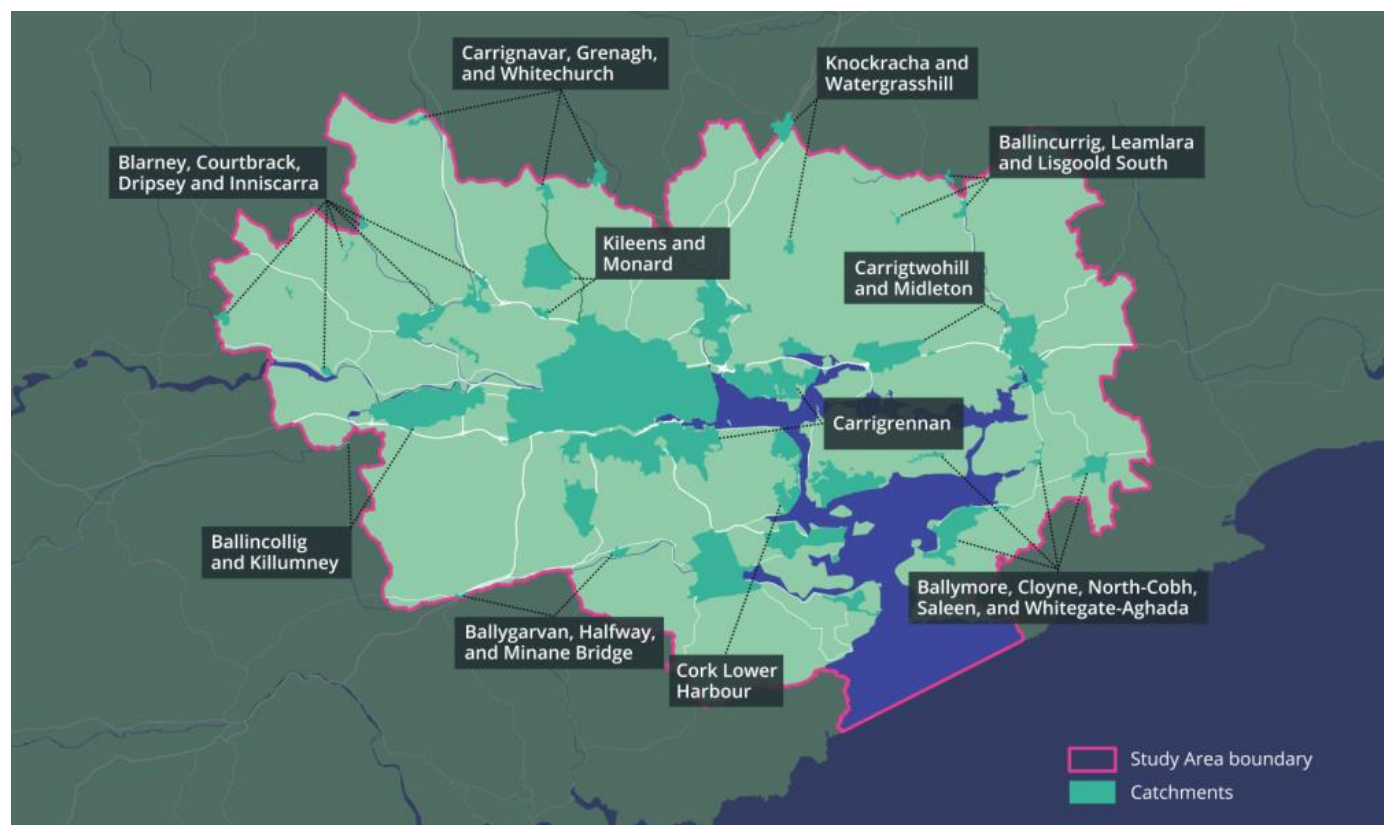 Carrignavar, Grenagh,
and Whitechurch
Knockracha and
Watergrasshill
Blarney, Courtbrack,
Dripsey and Inniscarra
Ballincurrig, Leamlara
and Lisgoold South
Kileens and
Monard
Carrigtwohill
and Midleton
Carrigrennan
Ballincollig
and Killumney
Ballymore, Cloyne, North-Cobh,
Saleen, and Whitegate-Aghada
Ballygarvan, Halfway,
and Minane Bridge
Cork Lower
Harbour
Study Area boundary
Catchments